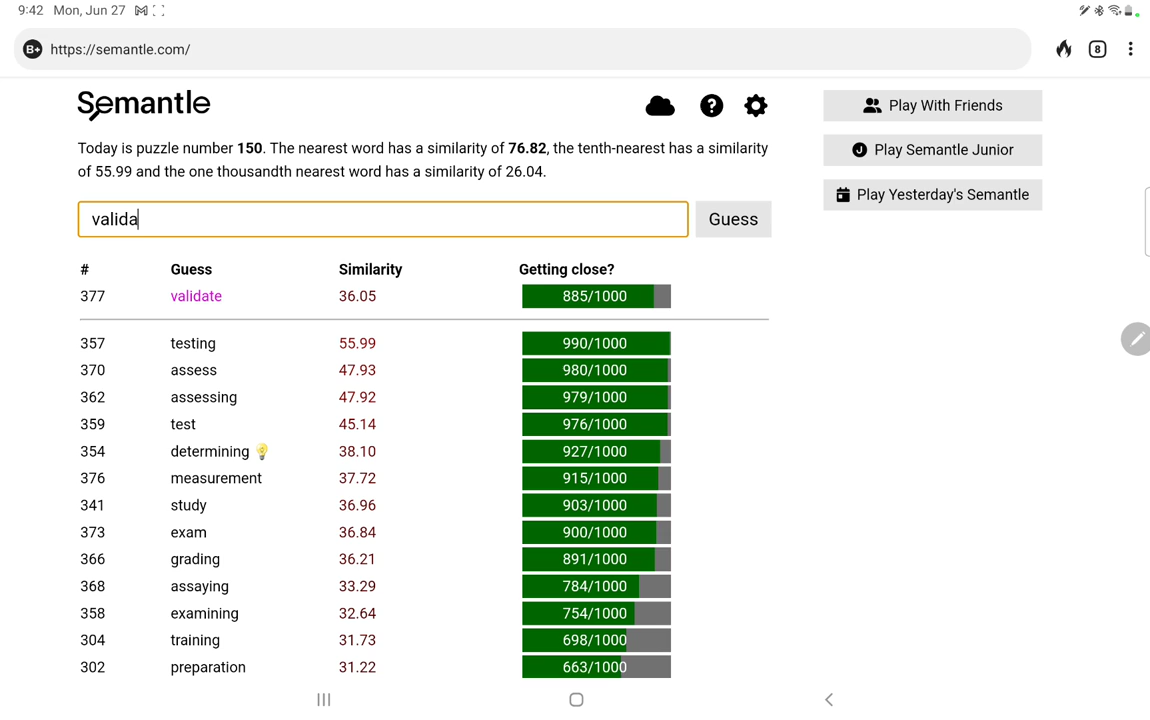 9:42 Mon, Jun 27
B+ https://semantle.com/ 8
Semantle
Play With Friends
Today is puzzle number 150. The nearest word has a similarity of 76.82, the tenth-nearest has a similarity
of 55.99 and the one thousandth nearest word has a similarity of 26.04.
J Play Semantle Junior
Play Yesterday's Semantle
valida Guess
# Guess Similarity Getting close?
377 validate 36.05 885/1000
357 testing 55.99 990/1000
370 assess 47.93 980/1000
362 assessing 47.92 979/1000
359 test 45.14 976/1000
354 determining 38.10 927/1000
376 measurement 37.72 915/1000
341 study 36.96 903/1000
373 exam 36.84 900/1000
366 grading 36.21 891/1000
368 assaying 33.29 784/1000
358 examining 32.64 754/1000
304 training 31.73 698/1000
302 preparation 31.22 663/1000